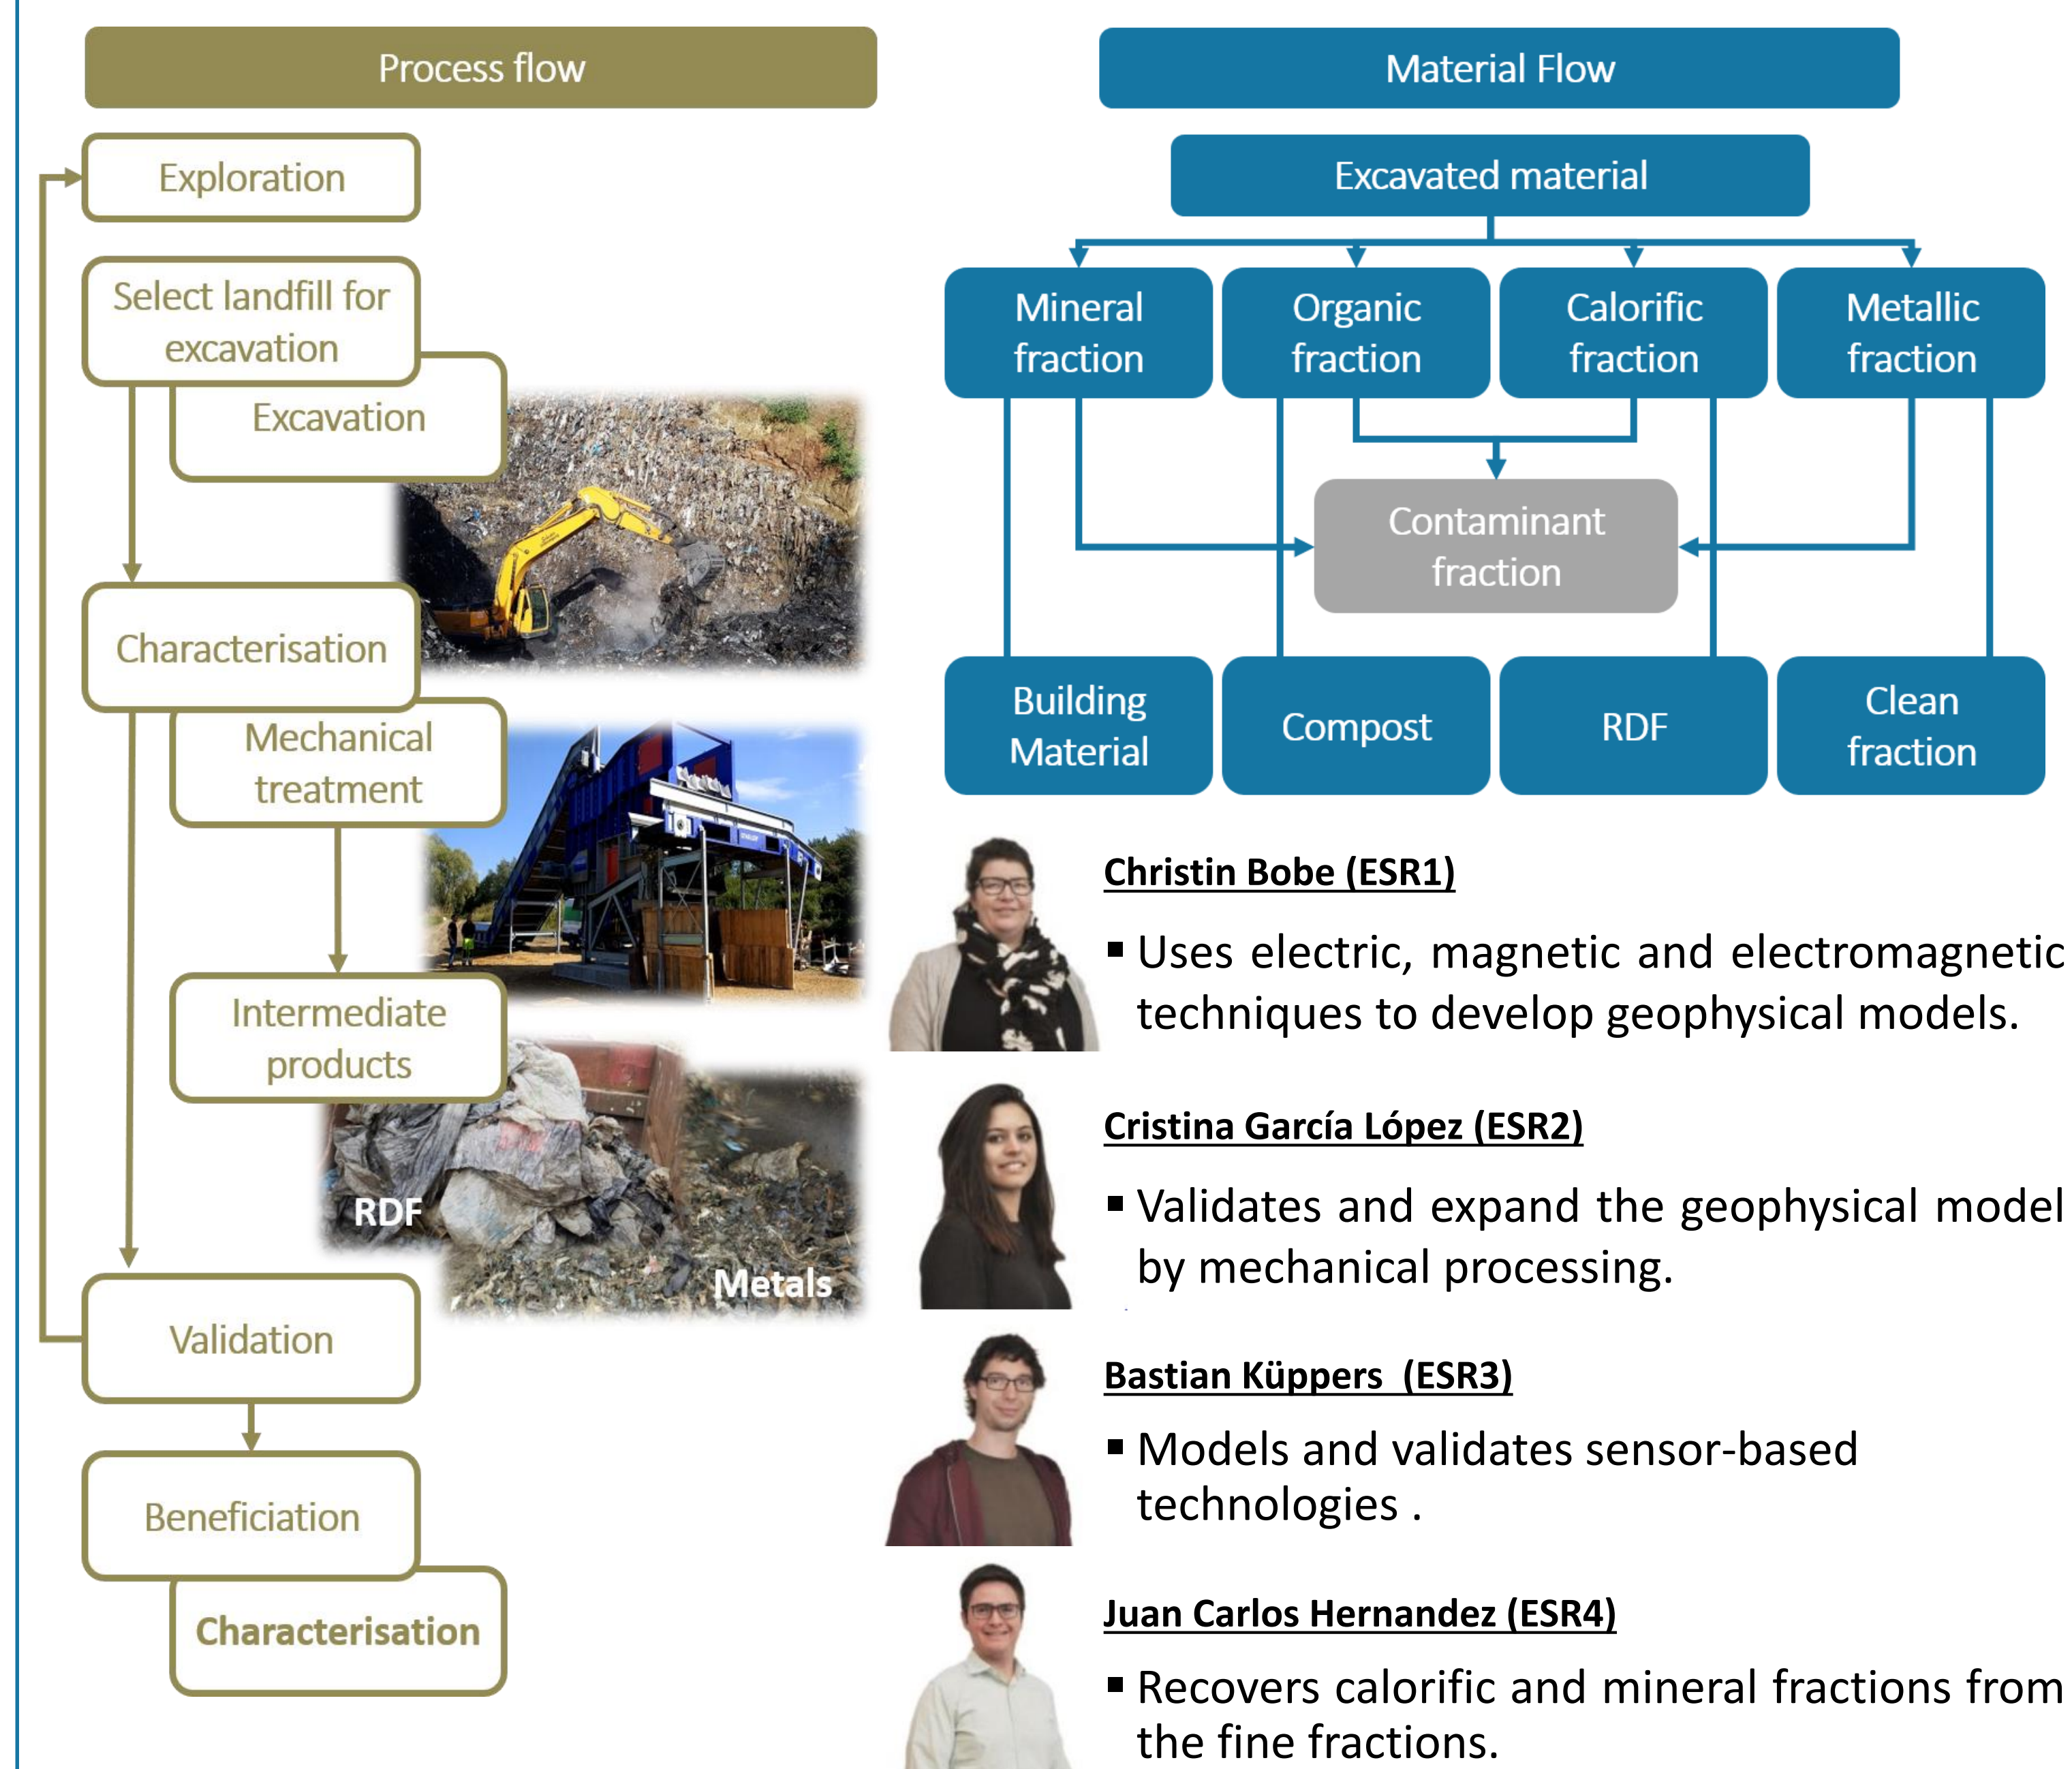 Process flow
Exploration
Select landfill for
excavation
Excavation
Characterisation
Mechanical
treatment
Intermediate
products
RDF
Metals
Validation
Beneficiation
Characterisation
Material Flow
Excavated material
Mineral
fraction
Organic
fraction
Calorific
fraction
Metallic
fraction
Contaminant
fraction
Building
Material
Compost
RDF
Clean
fraction
Christin Bobe (ESR1)
▪ Uses electric, magnetic and electromagnetic
techniques to develop geophysical models.
Cristina García López (ESR2)
▪ Validates and expand the geophysical model
by mechanical processing.
Bastian Küppers (ESR3)
▪ Models and validates sensor-based
technologies .
Juan Carlos Hernandez (ESR4)
▪ Recovers calorific and mineral fractions from
the fine fractions.